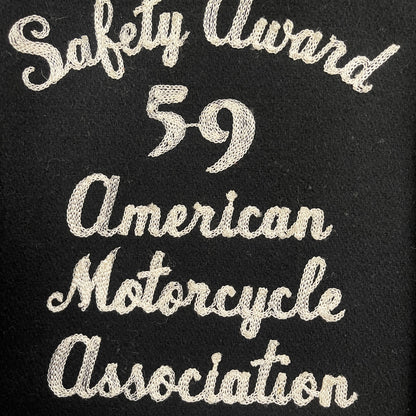 Safety Award
59
American
Motorcycle
Association